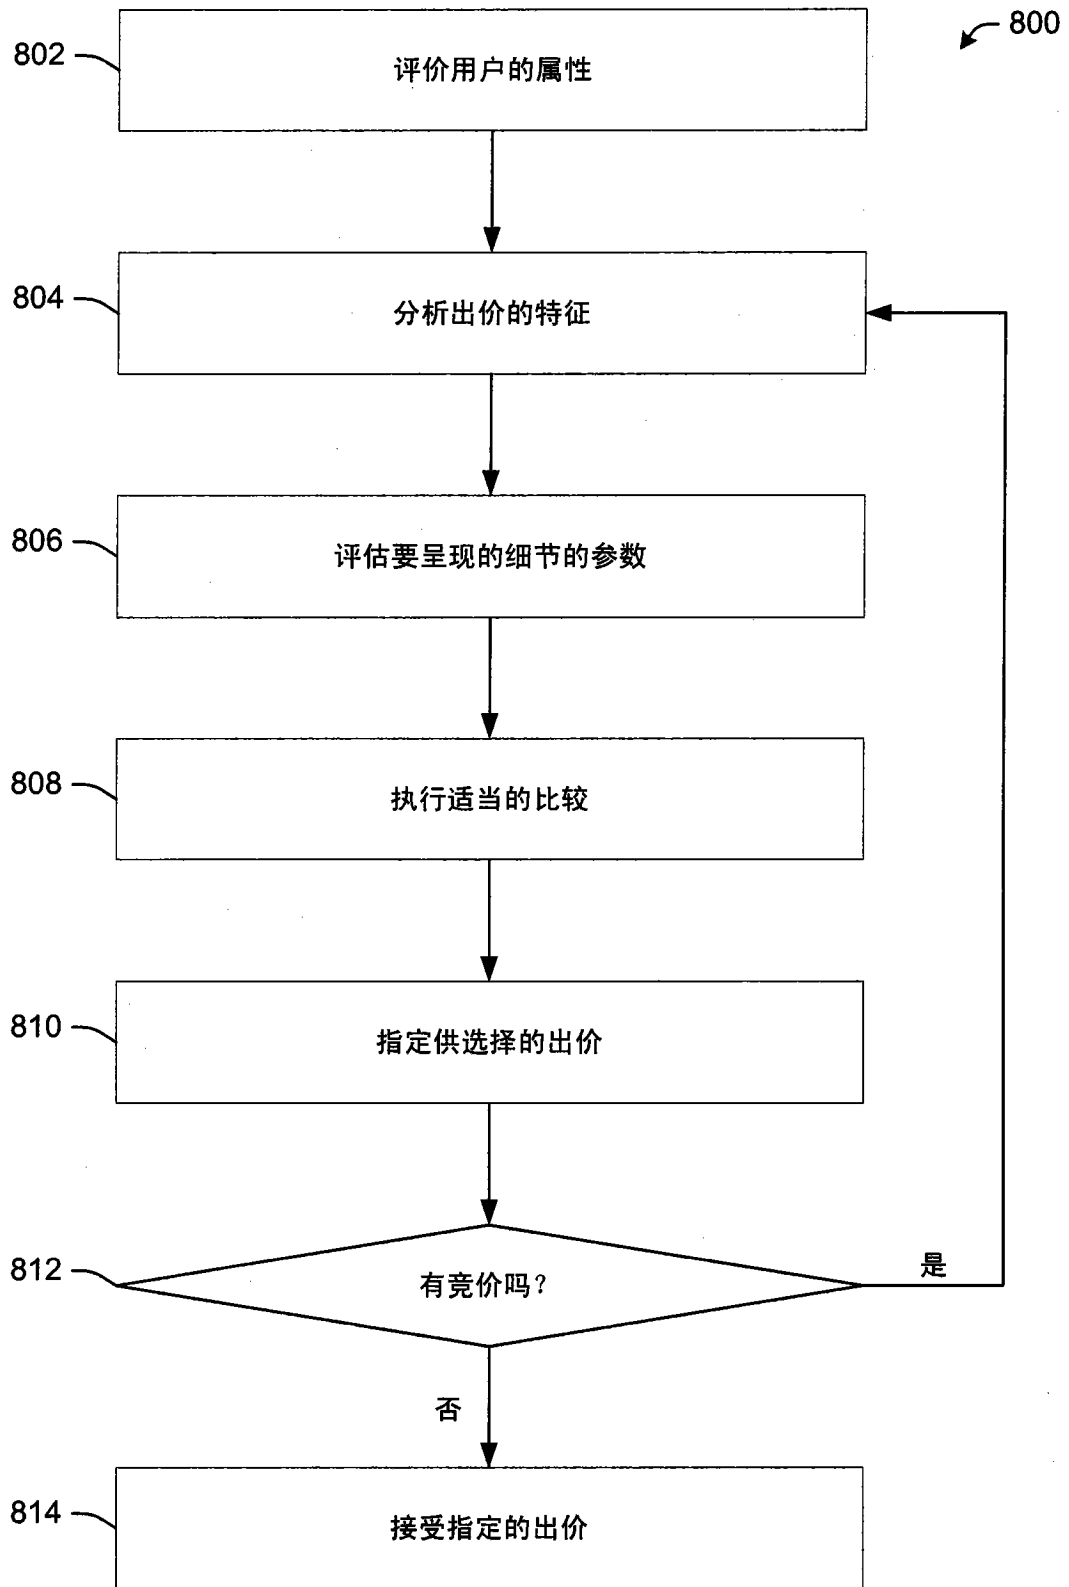 800
802
评价用户的属性
804
分析出价的特征
806
评估要呈现的细节的参数
808
执行适当的比较
810
指定供选择的出价
812
有竞价吗？
是
否
814
接受指定的出价